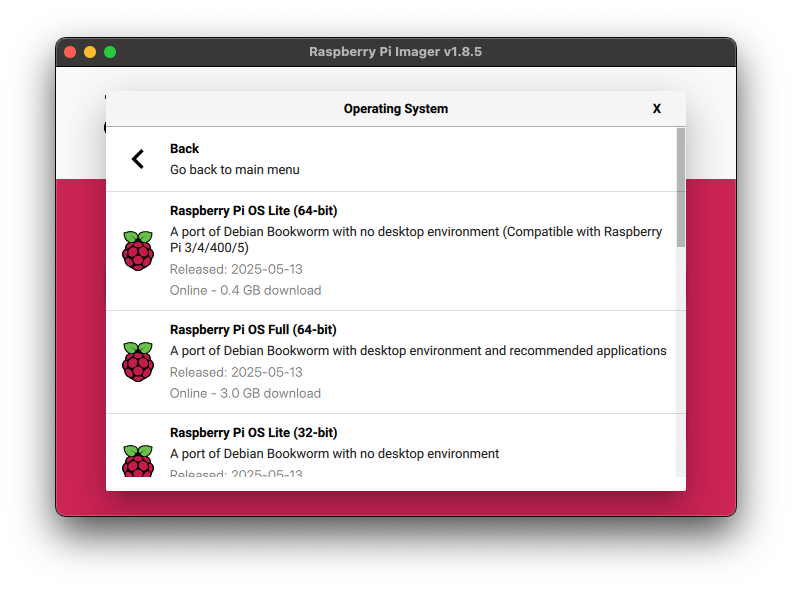 Raspberry Pi Imager v1.8.5
Operating System
X
Back
Go back to main menu
Raspberry Pi OS Lite (64-bit)
A port of Debian Bookworm with no desktop environment (Compatible with Raspberry
Pi 3/4/400/5)
Released: 2025-05-13
Online - 0.4 GB download
Raspberry Pi OS Full (64-bit)
A port of Debian Bookworm with desktop environment and recommended applications
Released: 2025-05-13
Online - 3.0 GB download
Raspberry Pi OS Lite (32-bit)
A port of Debian Bookworm with no desktop environment
Released: 2025-05-13